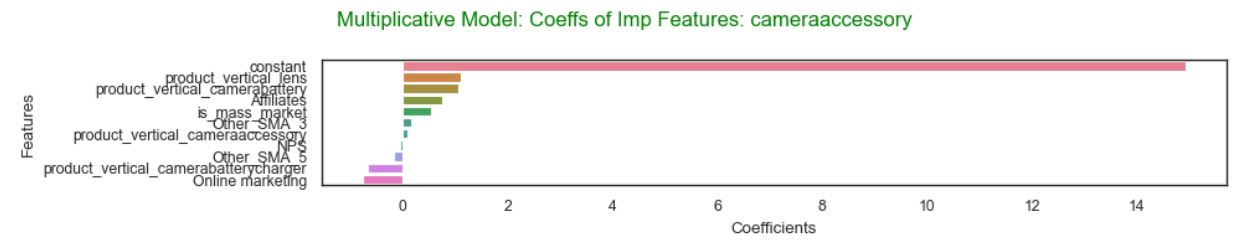 Multiplicative Model: Coeffs of Imp Features: cameraaccessory
constant
product_vertical_lens
product_vertical_camerabattery
Affiliates
is_mass_market
Other_SMA_3
product_vertical_cameraaccessory
NPS
Other_SMA_5
product_vertical_camerabatterycharger
Online marketing
Features
0 2 4 6 8 10 12 14
Coefficients